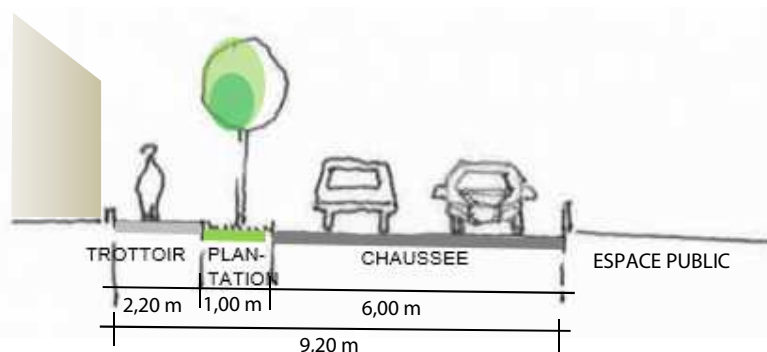 TROTTOIR
PLAN-
TATION
CHAUSSEE
ESPACE PUBLIC
2,20 m
1,00 m
6,00 m
9,20 m